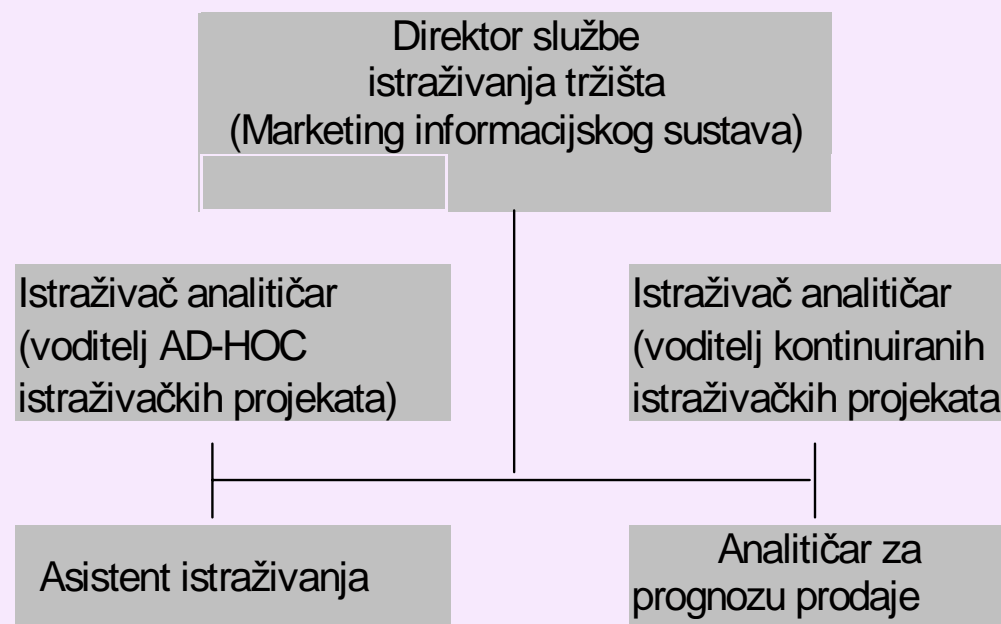 Direktor službe
istraživanja tržišta
(Marketing informacijskog sustava)
Istraživač analitičar
(voditelj AD-HOC
istraživačkih projekata)
Istraživač analitičar
(voditelj kontinuiranih
istraživačkih projekata
Asistent istraživanja
Analitičar za
prognozu prodaje